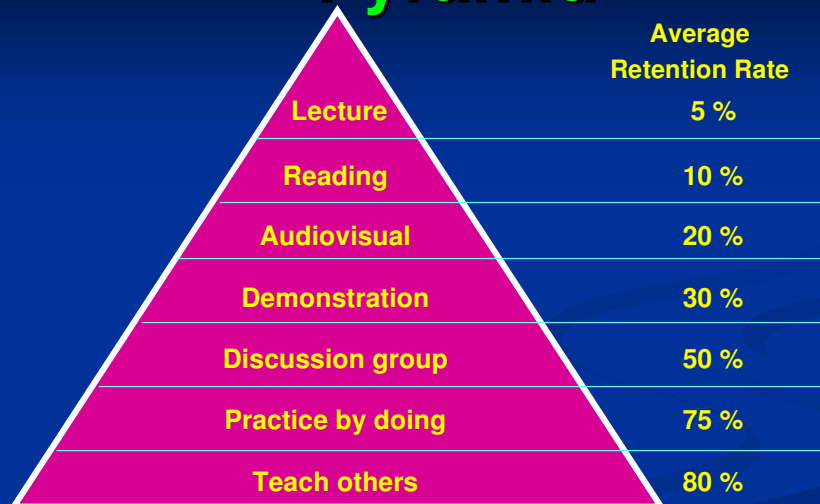 Pyramid
Average
Retention Rate
Lecture 5 %
Reading 10 %
Audiovisual 20 %
Demonstration 30 %
Discussion group 50 %
Practice by doing 75 %
Teach others 80 %